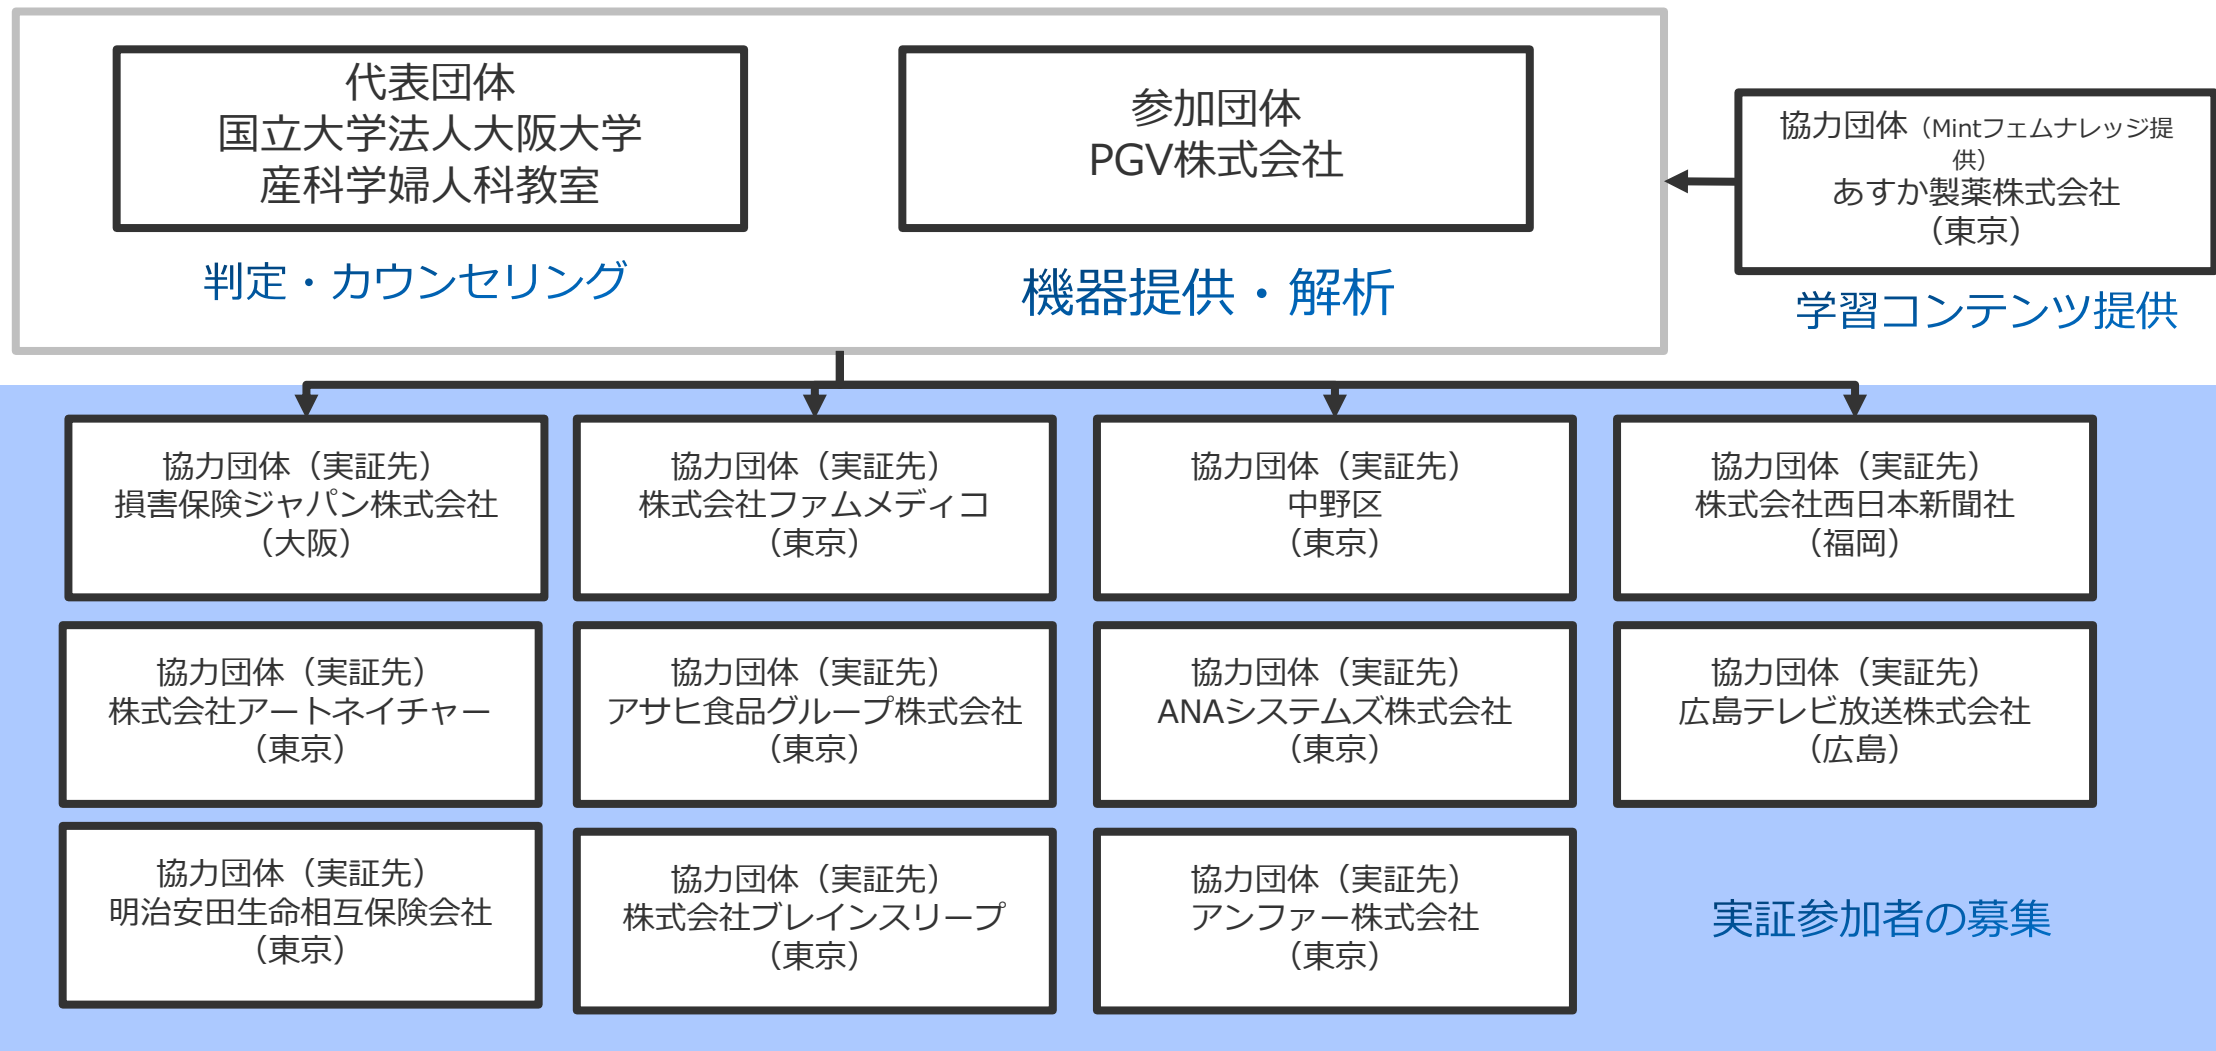 代表団体
国立大学法人大阪大学
産科学婦人科教室
判定・カウンセリング
参加団体
PGV株式会社
機器提供・解析
協力団体（Mintフェムナレッジ提
供）
あすか製薬株式会社
（東京）
学習コンテンツ提供
協力団体（実証先）
損害保険ジャパン株式会社
（大阪）
協力団体（実証先）
株式会社ファムメディコ
（東京）
協力団体（実証先）
中野区
（東京）
協力団体（実証先）
株式会社西日本新聞社
（福岡）
協力団体（実証先）
株式会社アートネイチャー
（東京）
協力団体（実証先）
アサヒ食品グループ株式会社
（東京）
協力団体（実証先）
ANAシステムズ株式会社
（東京）
協力団体（実証先）
広島テレビ放送株式会社
（広島）
協力団体（実証先）
明治安田生命相互保険会社
（東京）
協力団体（実証先）
株式会社ブレインスリープ
（東京）
協力団体（実証先）
アンファー株式会社
（東京）
実証参加者の募集